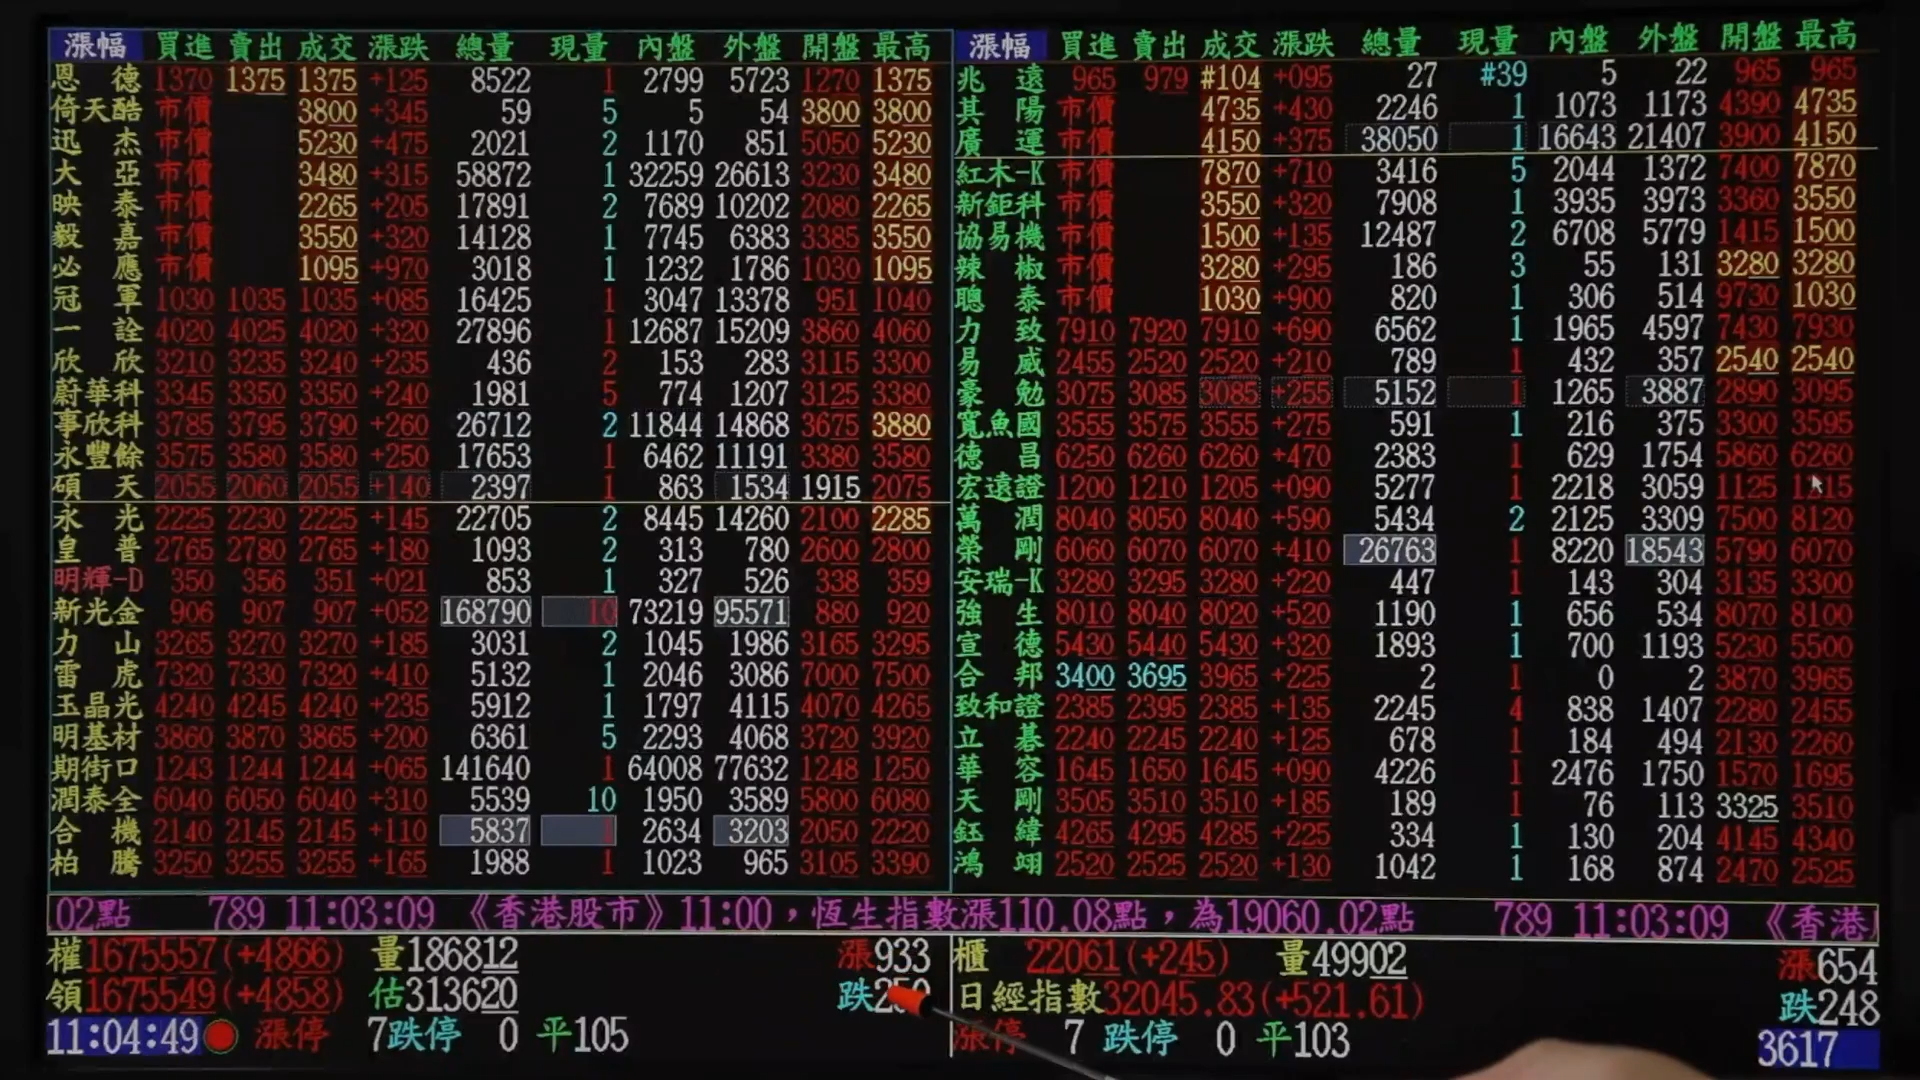 漲幅 買進 賣出 成交 漲跌 總量 現量 內盤 外盤 開盤 最高
恩德 1370 1375 1375 +125 8522 1 2799 5723 1270 1375
倚天酷 市價 3800 +345 59 5 5 54 3800 3800
迅杰 市價 5230 +475 2021 2 1170 851 5050 5230
大亞 市價 3480 +315 58872 1 32259 26613 3230 3480
映泰 市價 2265 +205 17891 2 7689 10202 2080 2265
毅嘉 市價 3550 +320 14128 1 7745 6383 3385 3550
必應 市價 1095 +970 3018 1 1232 1786 1030 1095
冠軍 1030 1035 1035 +085 16425 1 3047 13378 951 1040
一詮 4020 4025 4020 +320 27896 1 12687 15209 3860 4060
欣欣 3210 3235 3240 +235 436 2 153 283 3115 3300
蔚華科 3345 3350 3350 +240 1981 5 774 1207 3125 3380
事欣科 3785 3795 3790 +260 26712 2 11844 14868 3675 3880
永豐餘 3575 3580 3580 +250 17653 1 6462 11191 3380 3580
碩天 2055 2060 2055 +140 2397 1 863 1534 1915 2075
永光 2225 2230 2225 +145 22705 2 8445 14260 2100 2285
皇普 2765 2780 2765 +180 1093 2 313 780 2600 2800
明輝-D 350 356 351 +021 853 1 327 526 338 359
新光金 906 907 907 +052 168790 10 73219 95571 880 920
力山 3265 3270 3270 +185 3031 2 1045 1986 3165 3295
雷虎 7320 7330 7320 +410 5132 1 2046 3086 7000 7500
玉晶光 4240 4245 4240 +235 5912 1 1797 4115 4070 4265
明基材 3860 3870 3865 +200 6361 5 2293 4068 3720 3920
期街口 1243 1244 1244 +065 141640 1 64008 77632 1248 1250
潤泰全 6040 6050 6040 +310 5539 10 1950 3589 5800 6080
合機 2140 2145 2145 +110 5837 1 2634 3203 2050 2220
柏騰 3250 3255 3255 +165 1988 1 1023 965 3105 3390
漲幅 買進 賣出 成交 漲跌 總量 現量 內盤 外盤 開盤 最高
兆遠 965 979 #104 +095 27 #39 5 22 965 965
其陽 市價 4735 +430 2246 1 1073 1173 4390 4735
廣運 市價 4150 +375 38050 1 16643 21407 3900 4150
紅木-K 市價 7870 +710 3416 5 2044 1372 7400 7870
新鉅科 市價 3550 +320 7908 1 3935 3973 3360 3550
協易機 市價 1500 +135 12487 2 6708 5779 1415 1500
辣椒 市價 3280 +295 186 3 55 131 3280 3280
聰泰 市價 1030 +900 820 1 306 514 9730 1030
力致 7910 7920 7910 +690 6562 1 1965 4597 7430 7930
易威 2455 2520 2520 +210 789 1 432 357 2540 2540
豪勉 3075 3085 3085 +255 5152 1 1265 3887 2890 3095
寬魚國 3555 3575 3555 +275 591 1 216 375 3300 3595
德昌 6250 6260 6260 +470 2383 1 629 1754 5860 6260
宏遠證 1200 1210 1205 +090 5277 1 2218 3059 1125
萬潤 8040 8050 8040 +590 5434 2 2125 3309 7500 8120
榮剛 6060 6070 6070 +410 26763 1 8220 18543 5790 6070
安瑞-K 3280 3295 3280 +220 447 1 143 304 3135 3300
強生 8010 8040 8020 +520 1190 1 656 534 8070 8100
宣德 5430 5440 5430 +320 1893 1 700 1193 5230 5500
合邦 3400 3695 3965 +225 2 1 0 2 3870 3965
致和證 2385 2395 2385 +135 2245 4 838 1407 2280 2455
立碁 2240 2245 2240 +125 678 1 184 494 2130 2260
華容 1645 1650 1645 +090 4226 1 2476 1750 1570 1695
天剛 3505 3510 3510 +185 189 1 76 113 3325 3510
鈺緯 4265 4295 4285 +225 334 1 130 204 4145 4340
鴻翊 2520 2525 2520 +130 1042 1 168 874 2470 2525
02點 789 11:03:09 《香港股市》11:00，恆生指數漲110.08點，為19060.02點 789 11:03:09 《香港
權1675557(+4866) 量186812 漲933
領1675549(+4858) 估313620 跌
11:04:49 漲停 7跌停 0 平105
櫃 22061(+245) 量49902 漲654
日經指數32045.83(+521.61) 跌248
漲停 7 跌停 0 平103 3617